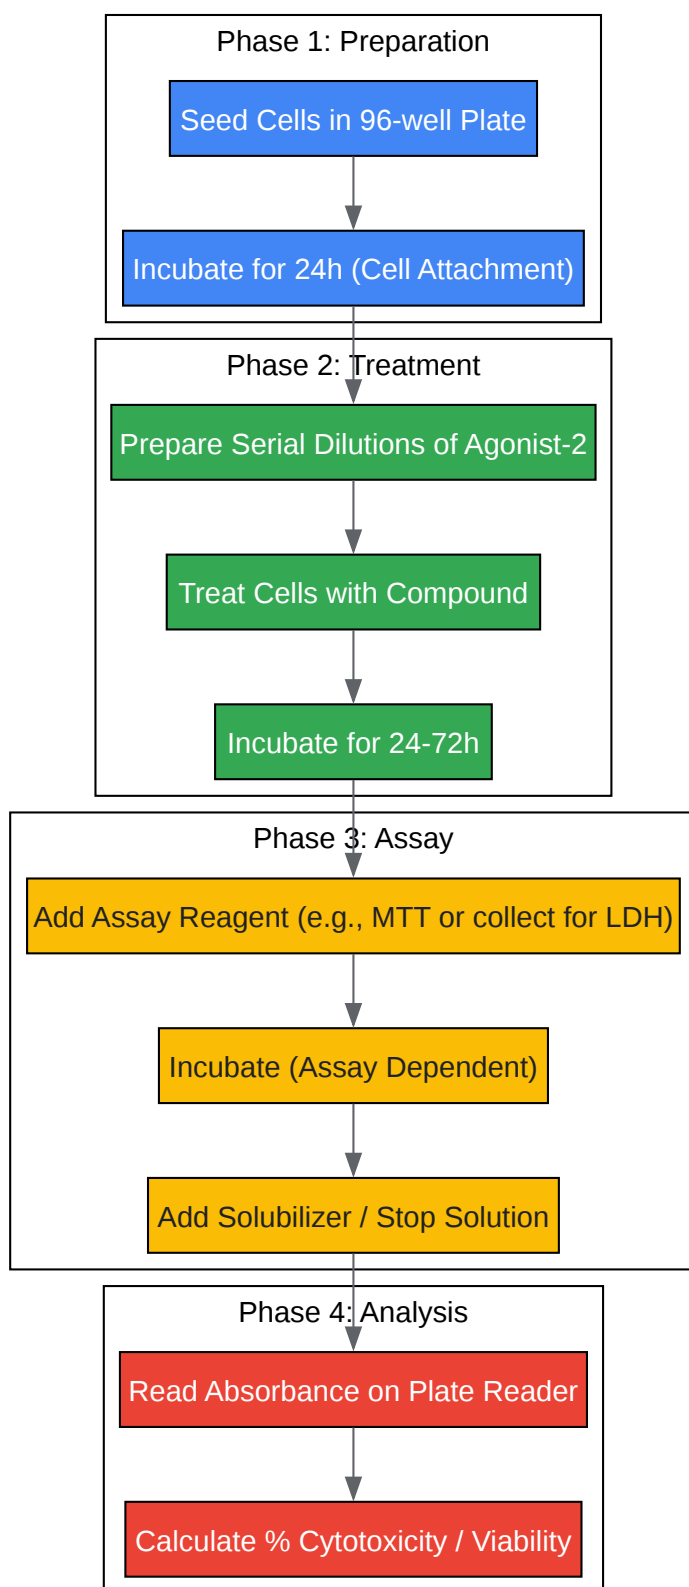 Phase 1: Preparation
Seed Cells in 96-well Plate
Incubate for 24h (Cell Attachment)
Phase 2: Treatment
Prepare Serial Dilutions of Agonist-2
Treat Cells with Compound
Incubate for 24-72h
Phase 3: Assay
Add Assay Reagent (e.g., MTT or collect for LDH)
Incubate (Assay Dependent)
Add Solubilizer / Stop Solution
Phase 4: Analysis
Read Absorbance on Plate Reader
Calculate % Cytotoxicity / Viability